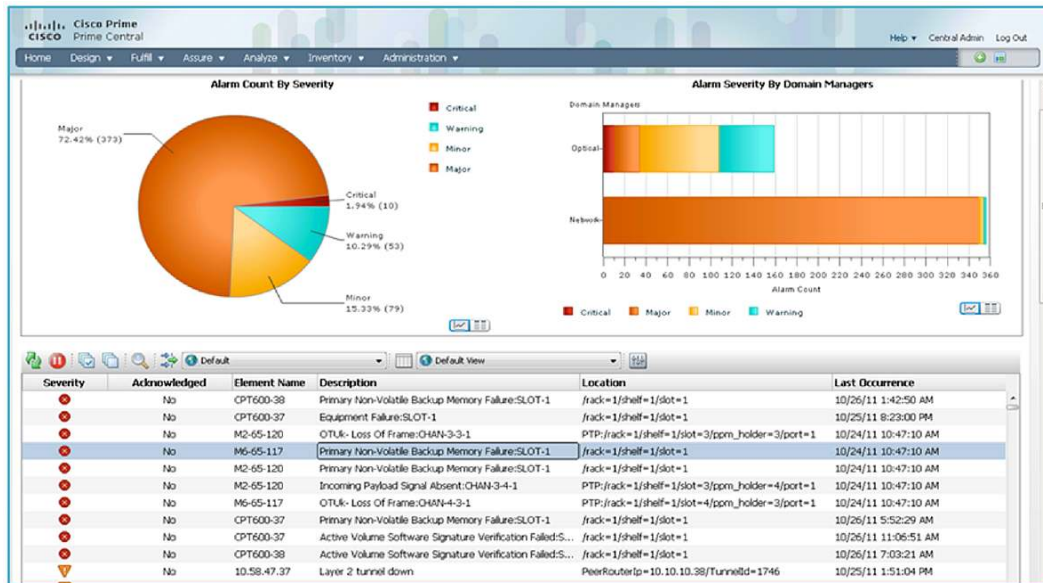 Cisco Prime
CISCO Prime Central
Help Central Admin Log Out
Home Design Fulfill Assure Analyze Inventory Administration
Alarm Count By Severity
Major
72.42% (373)
Critical
1.94% (10)
Warning
10.29% (53)
Minor
15.33% (79)
Critical
Warning
Minor
Major
Alarm Severity By Domain Managers
Domain Managers
Optical
Network
0 20 40 60 80 100 120 140 160 180 200 220 240 260 280 300 320 340 360
Alarm Count
Critical Major Minor Warning
Default Default View
Severity Acknowledged Element Name Description Location Last Occurrence
No CPT600-38 Primary Non-Volatile Backup Memory Failure:SLOT-1 /rack=1/shelf=1/slot=1 10/26/11 1:42:50 AM
No CPT600-37 Equipment Failure:SLOT-1 /rack=1/shelf=1/slot=1 10/25/11 8:23:00 PM
No M2-65-120 OTUk- Loss Of Frame:CHAN-3-3-1 PTP:/rack=1/shelf=1/slot=3/ppm_holder=3/port=1 10/24/11 10:47:10 AM
No M6-65-117 Primary Non-Volatile Backup Memory Failure:SLOT-1 /rack=1/shelf=1/slot=1 10/24/11 10:47:10 AM
No M2-65-120 Primary Non-Volatile Backup Memory Failure:SLOT-1 /rack=1/shelf=1/slot=1 10/24/11 10:47:10 AM
No M2-65-120 Incoming Payload Signal Absent:CHAN-3-4-1 PTP:/rack=1/shelf=1/slot=3/ppm_holder=4/port=1 10/24/11 10:47:10 AM
No M6-65-117 OTUk- Loss Of Frame:CHAN-4-3-1 PTP:/rack=1/shelf=1/slot=4/ppm_holder=3/port=1 10/24/11 10:47:10 AM
No CPT600-37 Primary Non-Volatile Backup Memory Failure:SLOT-1 /rack=1/shelf=1/slot=1 10/26/11 5:52:29 AM
No CPT600-37 Active Volume Software Signature Verification Failed:S... /rack=1/shelf=1/slot=1 10/26/11 11:06:51 AM
No CPT600-38 Active Volume Software Signature Verification Failed:S... /rack=1/shelf=1/slot=1 10/26/11 7:03:21 AM
No 10.58.47.37 Layer 2 tunnel down PeerRouterIp=10.10.10.38/TunnelId=1746 10/25/11 1:51:04 PM